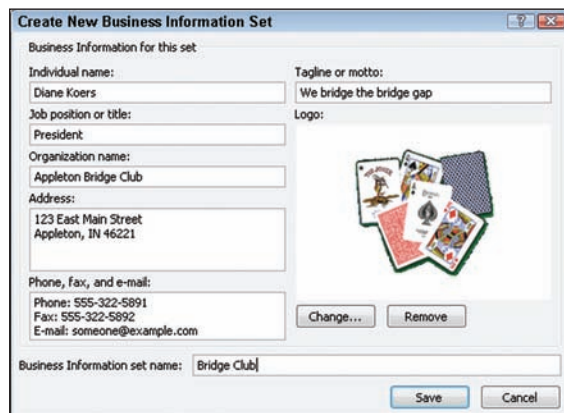 Create New Business Information Set
Business Information for this set
Individual name:
Diane Koers
Job position or title:
President
Organization name:
Appleton Bridge Club
Address:
123 East Main Street
Appleton, IN 46221
Phone, fax, and e-mail:
Phone: 555-322-5891
Fax: 555-322-5892
E-mail: someone@example.com
Tagline or motto:
We bridge the bridge gap
Logo:
Change...
Remove
Business Information set name:
Bridge Club
Save
Cancel